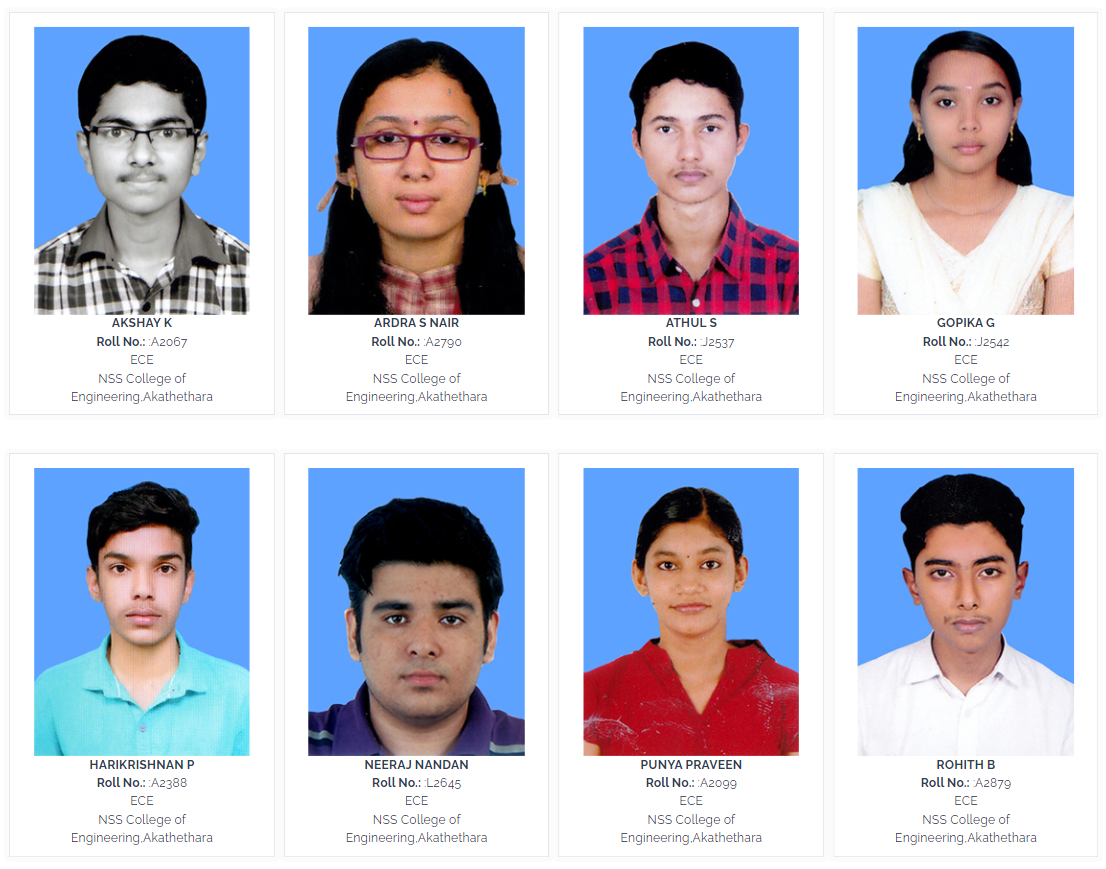 AKSHAY K
Roll No.: :A2067
ECE
NSS College of
Engineering,Akathethara
ARDRA S NAIR
Roll No.: :A2790
ECE
NSS College of
Engineering,Akathethara
ATHUL S
Roll No.: :J2537
ECE
NSS College of
Engineering,Akathethara
GOPIKA G
Roll No.: :J2542
ECE
NSS College of
Engineering,Akathethara
HARIKRISHNAN P
Roll No.: :A2388
ECE
NSS College of
Engineering,Akathethara
NEERAJ NANDAN
Roll No.: :L2645
ECE
NSS College of
Engineering,Akathethara
PUNYA PRAVEEN
Roll No.: :A2099
ECE
NSS College of
Engineering,Akathethara
ROHITH B
Roll No.: :A2879
ECE
NSS College of
Engineering,Akathethara